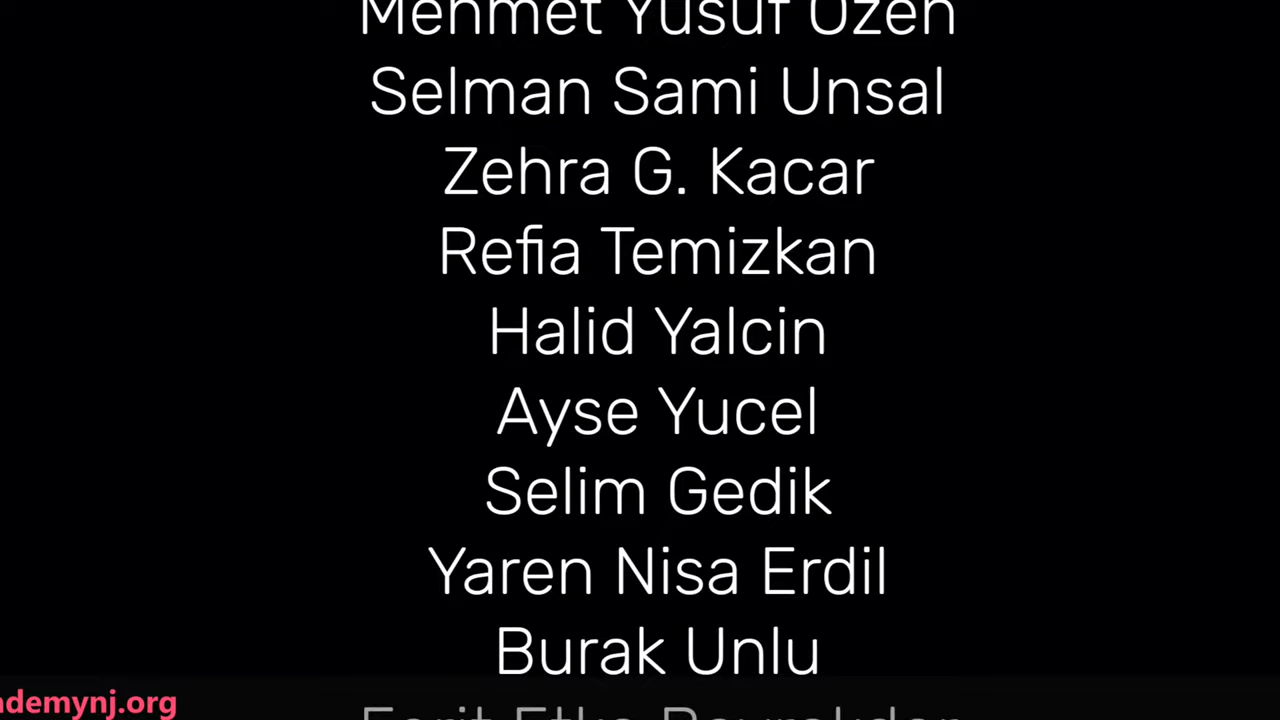 Mehmet Yusuf Ozen
Selman Sami Unsal
Zehra G. Kacar
Refia Temizkan
Halid Yalcin
Ayse Yucel
Selim Gedik
Yaren Nisa Erdil
Burak Unlu
ademynj.org